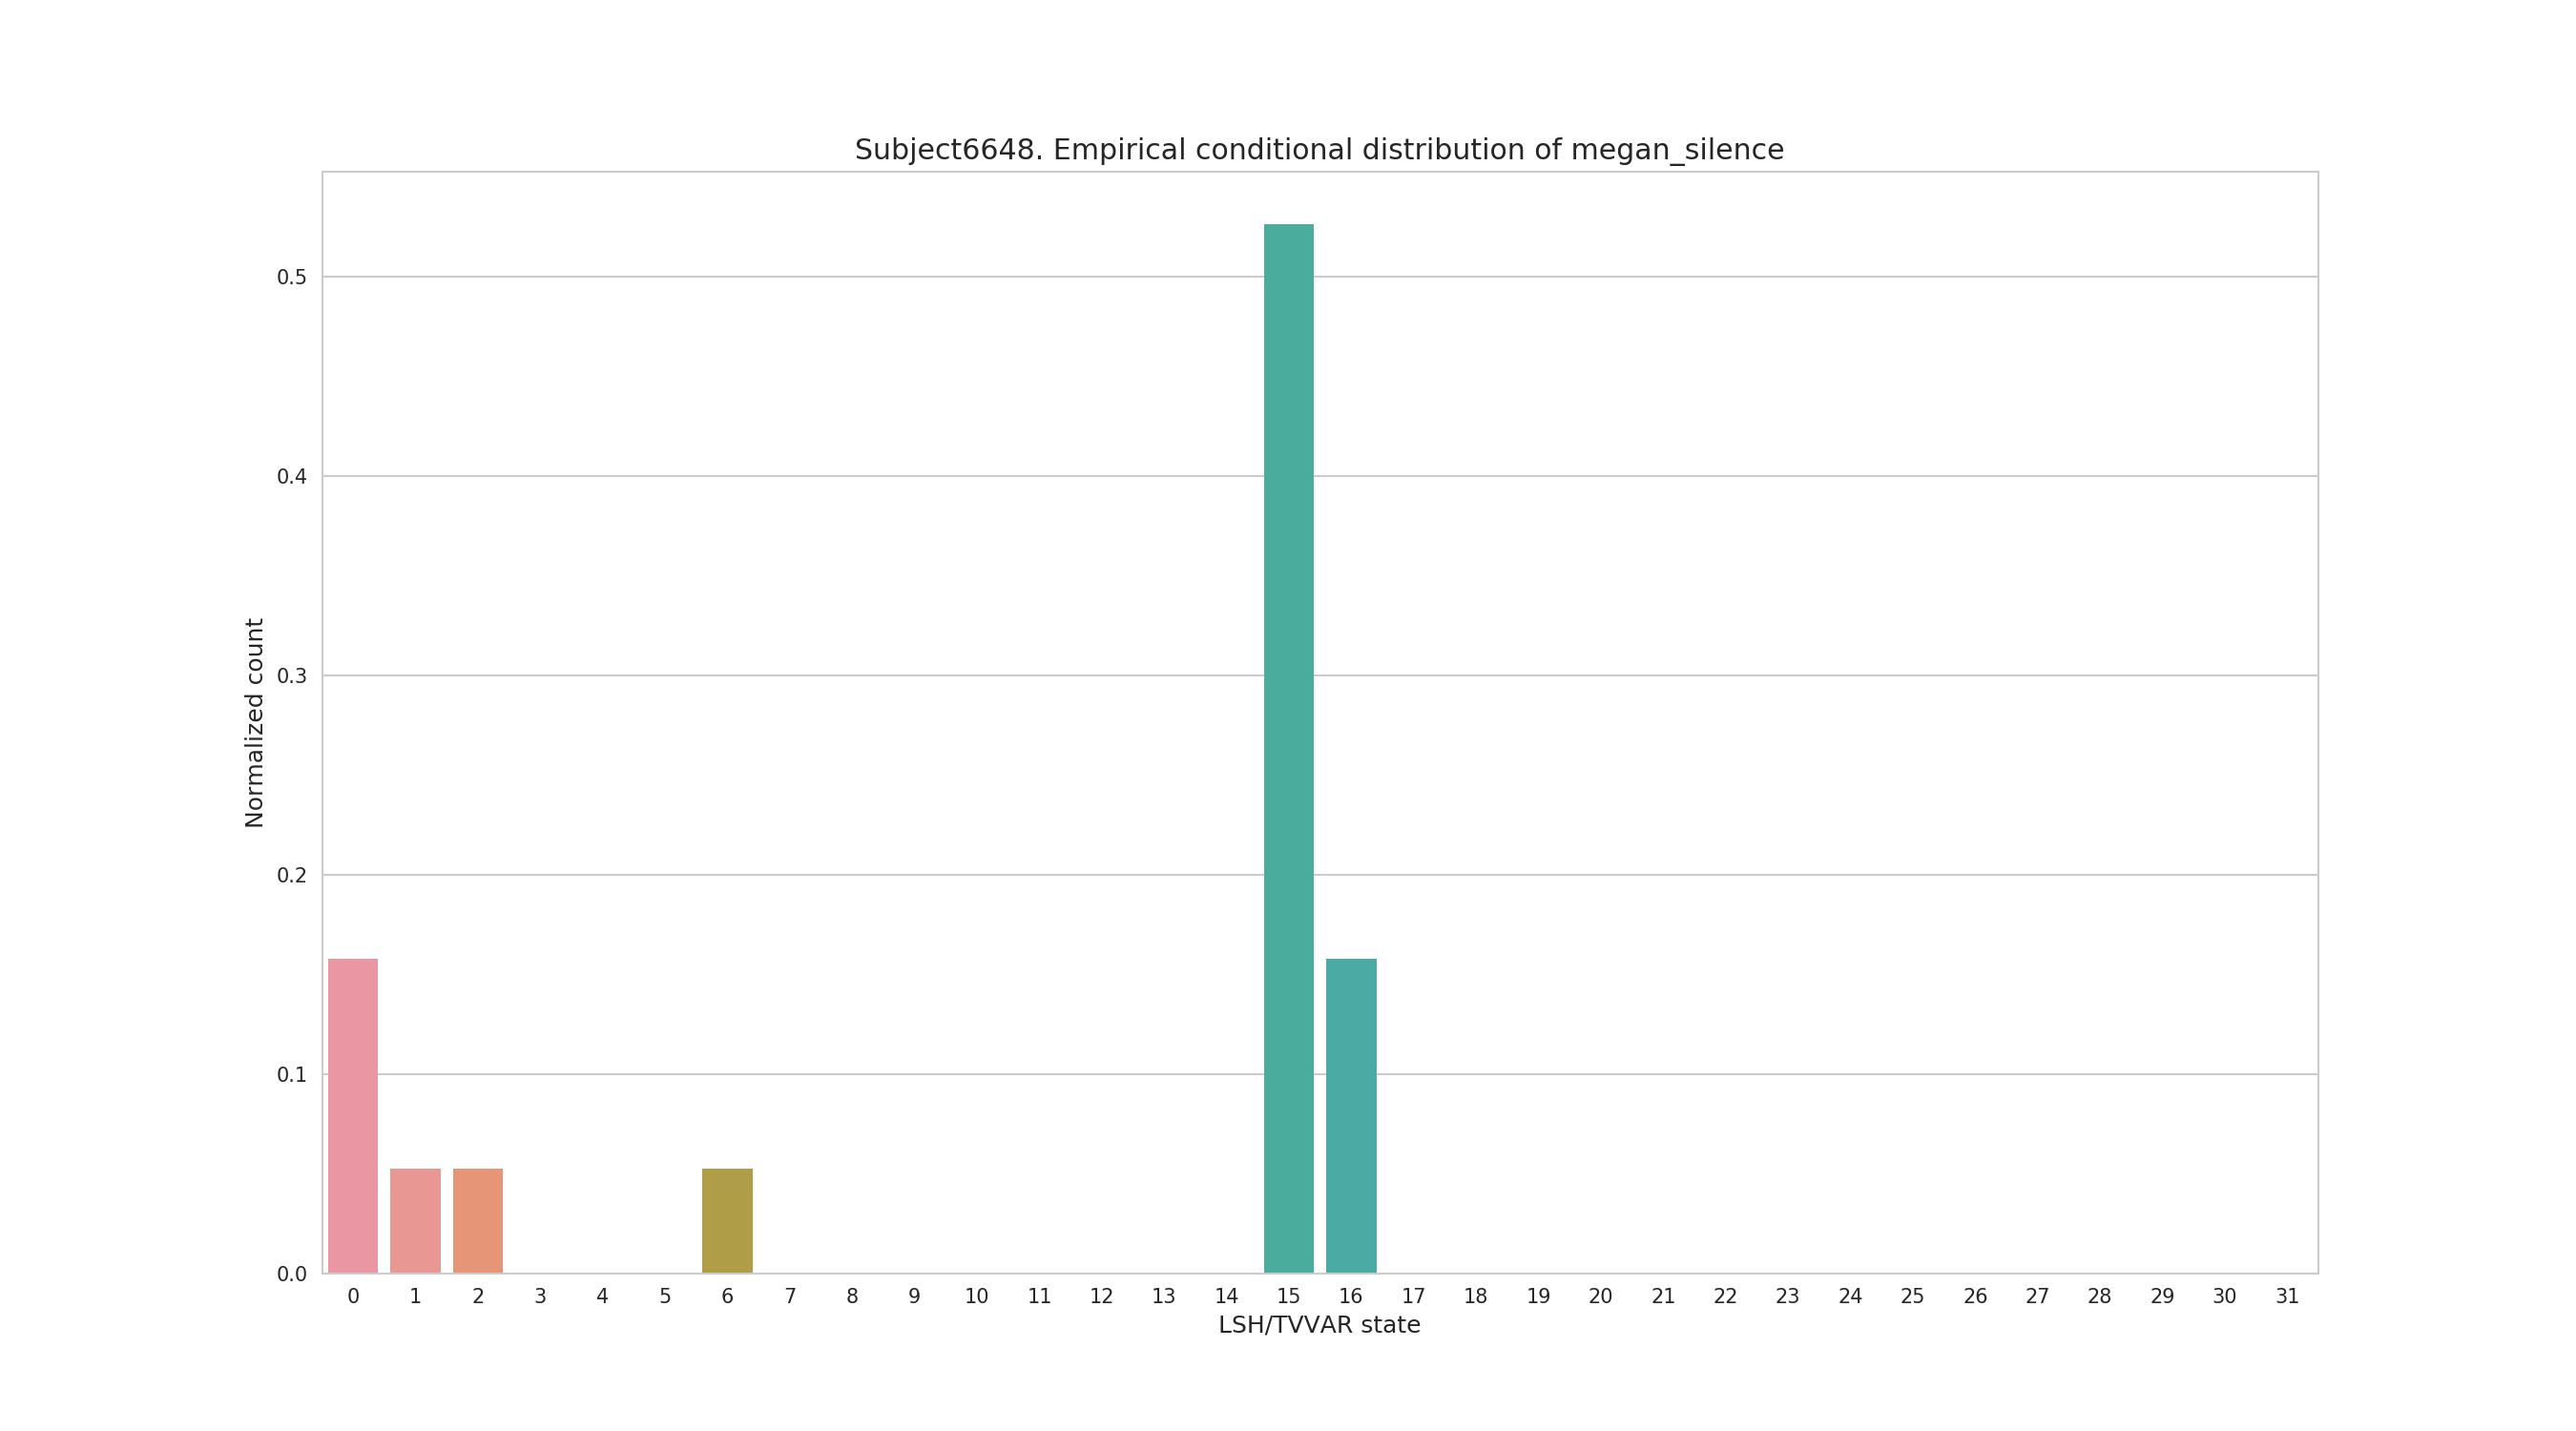 Subject6648. Empirical conditional distribution of megan_silence
Normalized count
0.5
0.4
0.3
0.2
0.1
0.0
0 1 2 3 4 5 6 7 8 9 10 11 12 13 14 15 16 17 18 19 20 21 22 23 24 25 26 27 28 29 30 31
LSH/TVVAR state